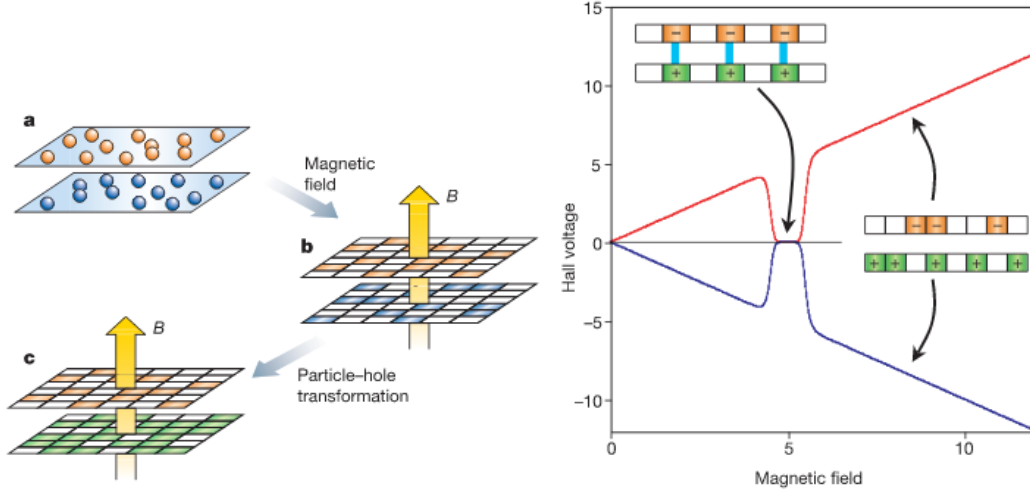 a
Magnetic
field
B
b
B
c
Particle–hole
transformation
15
10
5
0
−5
−10
Hall voltage
− − −
+ + +
− − −
+ + + + +
0 5 10
Magnetic field